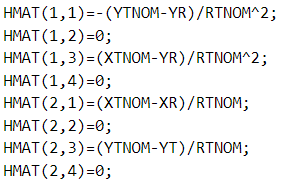 HMAT(1,1)=-(YTNOM-YR)/RTNOM^2;
HMAT(1,2)=0;
HMAT(1,3)=(XTNOM-YR)/RTNOM^2;
HMAT(1,4)=0;
HMAT(2,1)=(XTNOM-XR)/RTNOM;
HMAT(2,2)=0;
HMAT(2,3)=(YTNOM-YT)/RTNOM;
HMAT(2,4)=0;